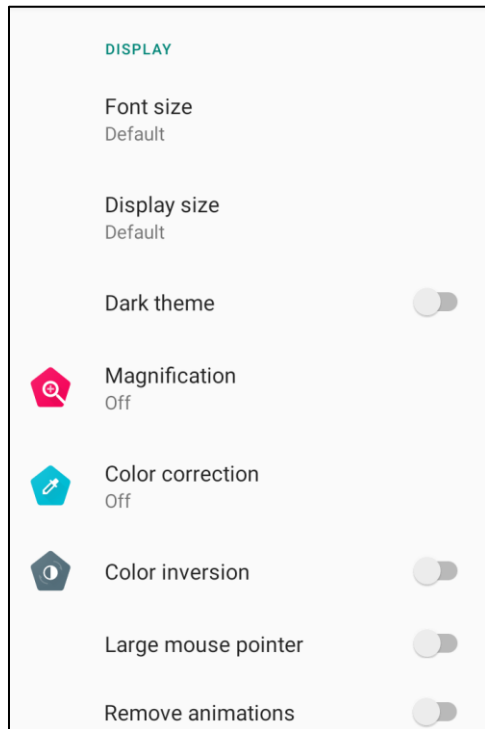 DISPLAY
Font size
Default
Display size
Default
Dark theme
Magnification
Off
Color correction
Off
Color inversion
Large mouse pointer
Remove animations